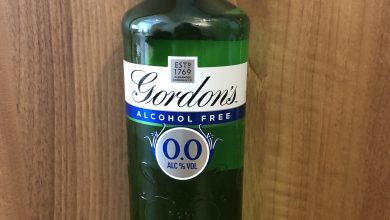 ESTD
1769
Gordon's
ALCOHOL FREE
0.0
ALC % VOL